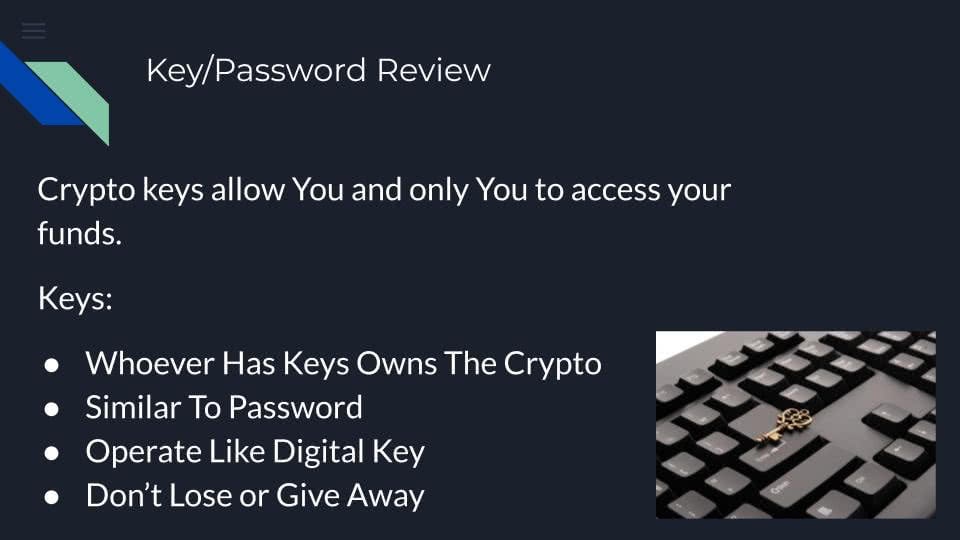 Key/Password Review
Crypto keys allow You and only You to access your
funds.
Keys:
● Whoever Has Keys Owns The Crypto
● Similar To Password
● Operate Like Digital Key
● Don’t Lose or Give Away